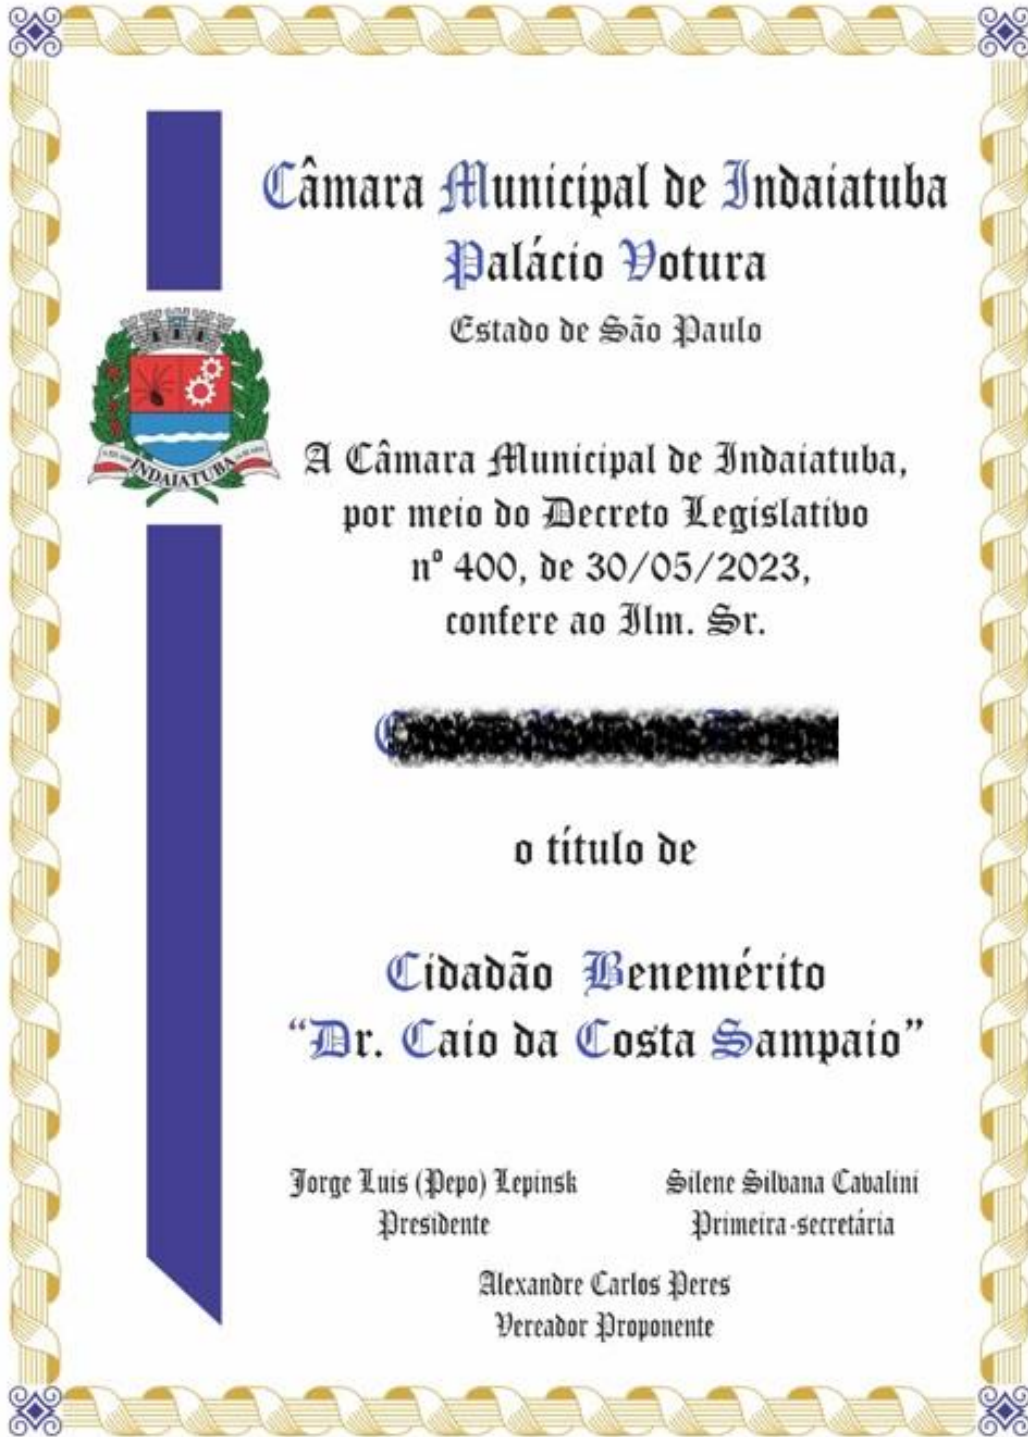 Câmara Municipal de Indaiatuba
Palácio Votura
Estado de São Paulo
INDAIATUBA
A Câmara Municipal de Indaiatuba,
por meio do Decreto Legislativo
nº 400, de 30/05/2023,
confere ao Ilm. Sr.
o título de
Cidadão Benemérito
“Dr. Caio da Costa Sampaio”
Jorge Luis (Pepo) Lepinsk
Presidente
Silene Silvana Cavalini
Primeira-secretária
Alexandre Carlos Peres
Vereador Proponente